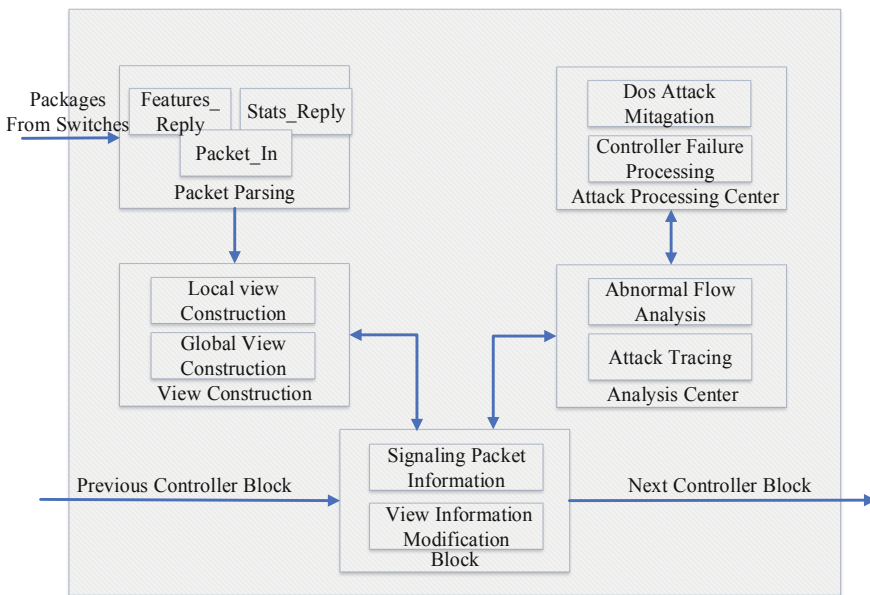 Packages
From Switches
Features_
Reply
Stats_Reply
Packet_In
Packet Parsing
Dos Attack
Mitagation
Controller Failure
Processing
Attack Processing Center
Local view
Construction
Global View
Construction
View Construction
Abnormal Flow
Analysis
Attack Tracing
Analysis Center
Previous Controller Block
Signaling Packet
Information
View Information
Modification
Block
Next Controller Block